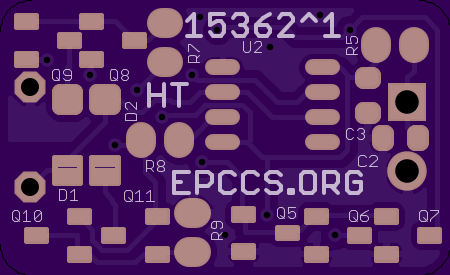 15362^1
U2
R7
R5
Q9
Q8
HT
D2
C3
R8
C2
EPCCS.ORG
D1
Q11
Q10
R9
Q5
Q6
Q7